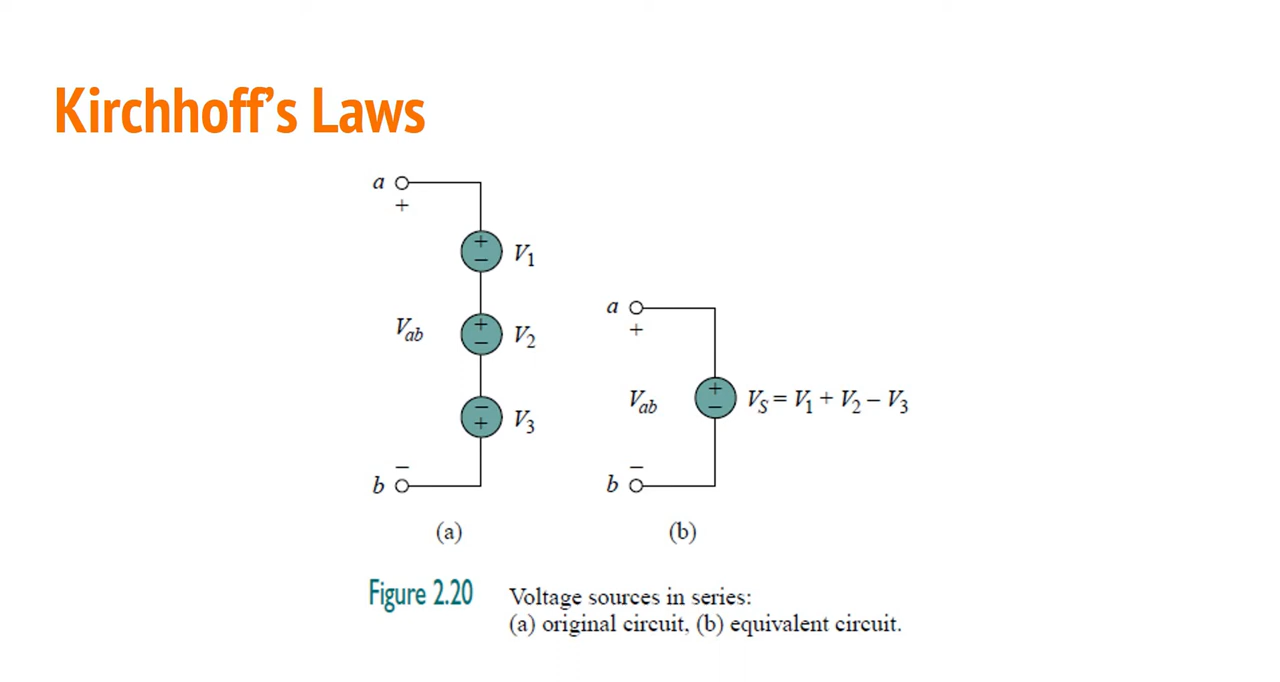 Kirchhoff's Laws
a
+
+
−
V1
Vab
+
−
V2
−
+
V3
−
b
(a)
a
+
Vab
+
−
VS = V1 + V2 − V3
−
b
(b)
Figure 2.20
Voltage sources in series:
(a) original circuit, (b) equivalent circuit.